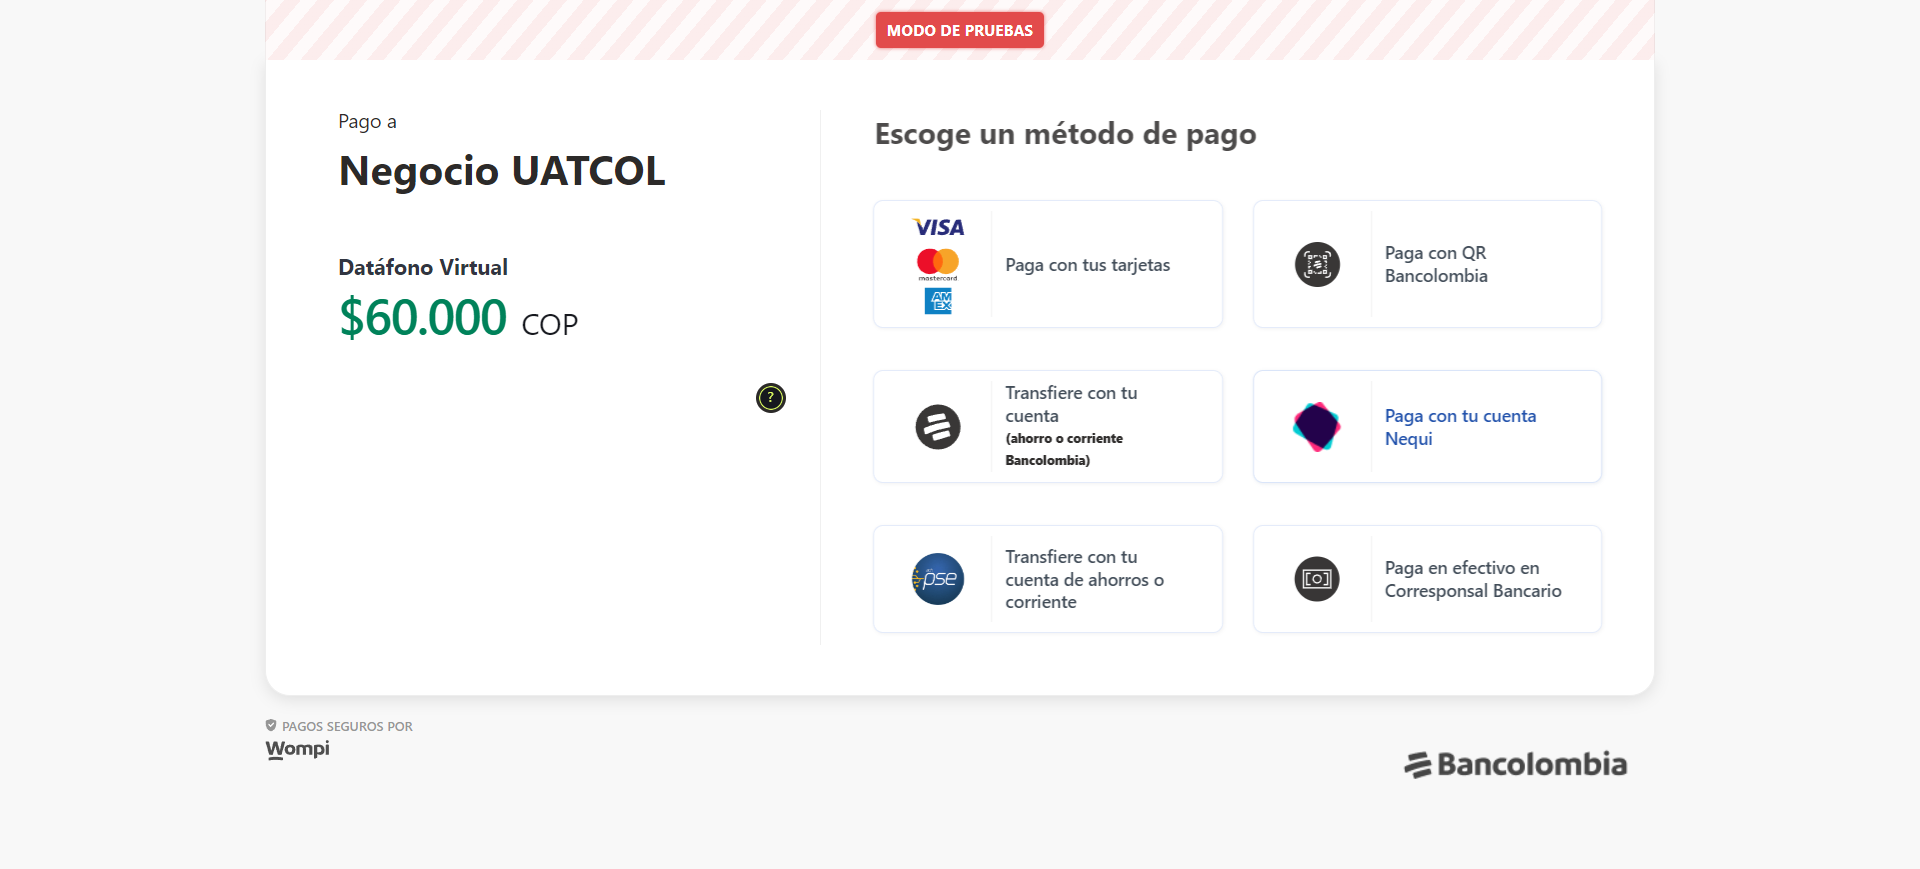 MODO DE PRUEBAS
Pago a
Negocio UATCOL
Datáfono Virtual
$60.000 COP
?
Escoge un método de pago
VISA
mastercard
AM
EX
Paga con tus tarjetas
Paga con QR
Bancolombia
Transfiere con tu
cuenta
(ahorro o corriente
Bancolombia)
Paga con tu cuenta
Nequi
pse
Transfiere con tu
cuenta de ahorros o
corriente
Paga en efectivo en
Corresponsal Bancario
PAGOS SEGUROS POR
Wompi
Bancolombia